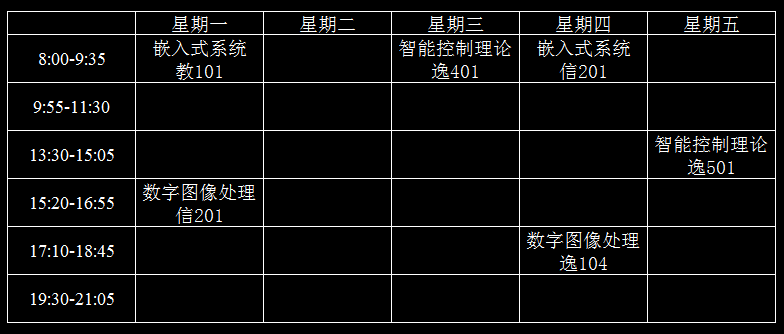 星期一 星期二 星期三 星期四 星期五
8:00-9:35 嵌入式系统 智能控制理论 嵌入式系统
教101 逸401 信201
9:55-11:30
13:30-15:05 智能控制理论
逸501
15:20-16:55 数字图像处理
信201
17:10-18:45 数字图像处理
逸104
19:30-21:05